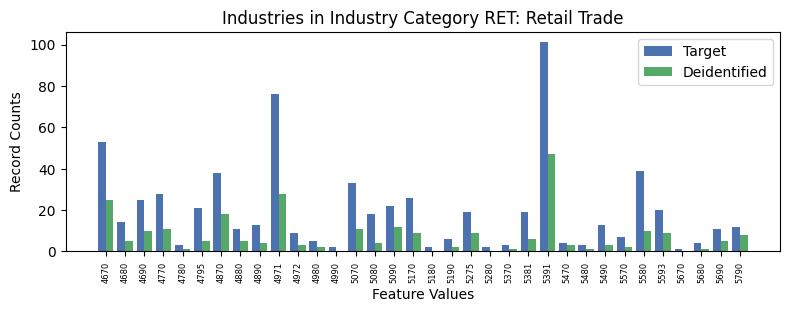 Industries in Industry Category RET: Retail Trade
Target
Deidentified
Record Counts
100
80
60
40
20
0
4670 4680 4690 4770 4780 4795 4870 4880 4890 4971 4972 4980 4990 5070 5080 5090 5170 5180 5190 5275 5280 5370 5381 5391 5470 5480 5490 5570 5580 5593 5670 5680 5690 5790
Feature Values